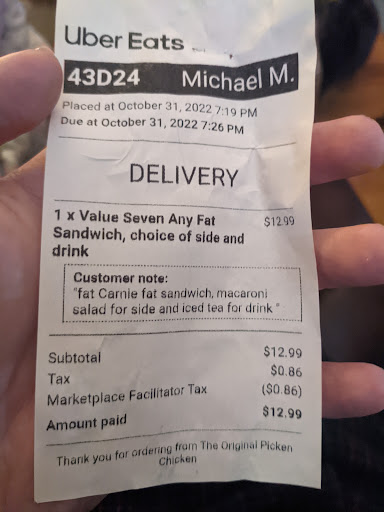 Uber Eats
43D24 Michael M.
Placed at October 31, 2022 7:19 PM
Due at October 31, 2022 7:26 PM
DELIVERY
1 x Value Seven Any Fat $12.99
Sandwich, choice of side and
drink
Customer note:
"fat Carnie fat sandwich, macaroni
salad for side and iced tea for drink "
Subtotal $12.99
Tax $0.86
Marketplace Facilitator Tax ($0.86)
Amount paid $12.99
Thank you for ordering from The Original Picken
Chicken